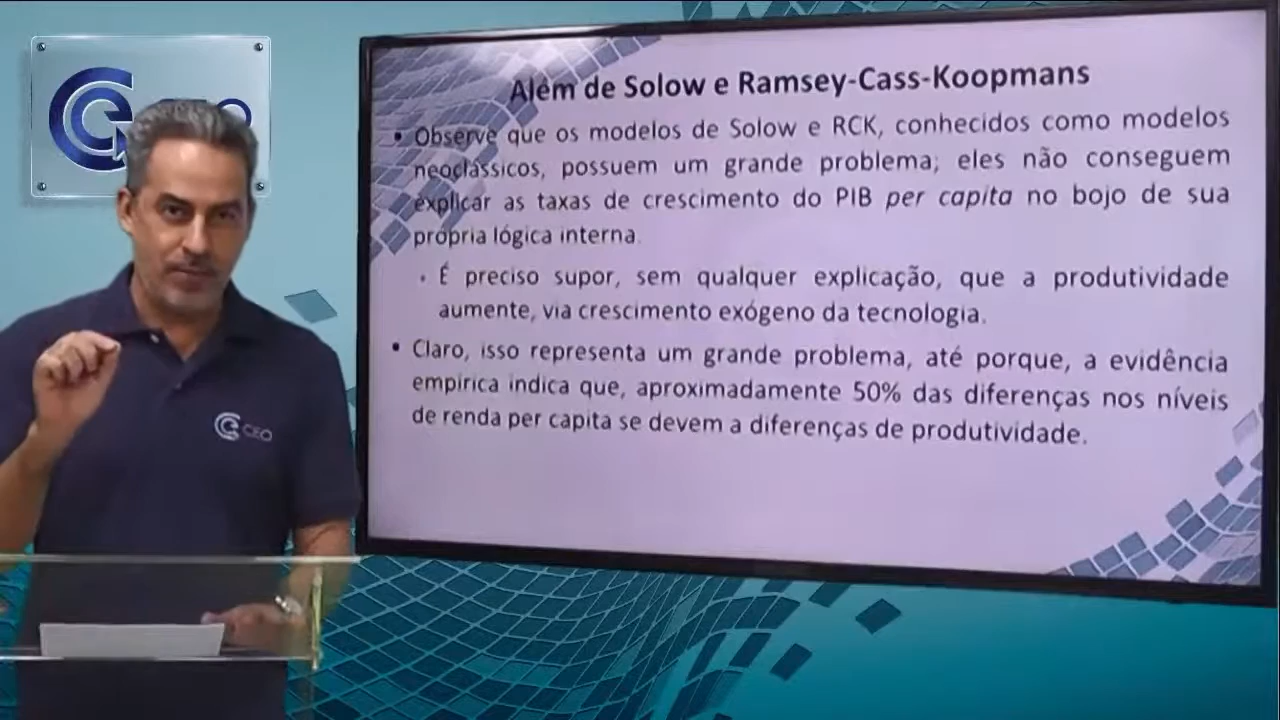 Além de Solow e Ramsey-Cass-Koopmans
• Observe que os modelos de Solow e RCK, conhecidos como modelos
neoclássicos, possuem um grande problema; eles não conseguem
explicar as taxas de crescimento do PIB per capita no bojo de sua
própria lógica interna.
• É preciso supor, sem qualquer explicação, que a produtividade
aumente, via crescimento exógeno da tecnologia.
• Claro, isso representa um grande problema, até porque, a evidência
empírica indica que, aproximadamente 50% das diferenças nos níveis
de renda per capita se devem a diferenças de produtividade.
CEO